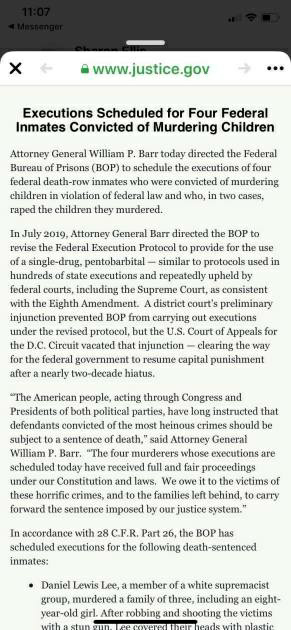 11:07
Messenger
Sharon Ellis
www.justice.gov
Executions Scheduled for Four Federal
Inmates Convicted of Murdering Children
Attorney General William P. Barr today directed the Federal
Bureau of Prisons (BOP) to schedule the executions of four
federal death-row inmates who were convicted of murdering
children in violation of federal law and who, in two cases,
raped the children they murdered.
In July 2019, Attorney General Barr directed the BOP to
revise the Federal Execution Protocol to provide for the use
of a single-drug, pentobarbital — similar to protocols used in
hundreds of state executions and repeatedly upheld by
federal courts, including the Supreme Court, as consistent
with the Eighth Amendment. A district court's preliminary
injunction prevented BOP from carrying out executions
under the revised protocol, but the U.S. Court of Appeals for
the D.C. Circuit vacated that injunction — clearing the way
for the federal government to resume capital punishment
after a nearly two-decade hiatus.
“The American people, acting through Congress and
Presidents of both political parties, have long instructed that
defendants convicted of the most heinous crimes should be
subject to a sentence of death,” said Attorney General
William P. Barr. “The four murderers whose executions are
scheduled today have received full and fair proceedings
under our Constitution and laws. We owe it to the victims of
these horrific crimes, and to the families left behind, to carry
forward the sentence imposed by our justice system.”
In accordance with 28 C.F.R. Part 26, the BOP has
scheduled executions for the following death-sentenced
inmates:
• Daniel Lewis Lee, a member of a white supremacist
group, murdered a family of three, including an eight-
year-old girl. After robbing and shooting the victims
with a stun gun, Lee covered their heads with plastic